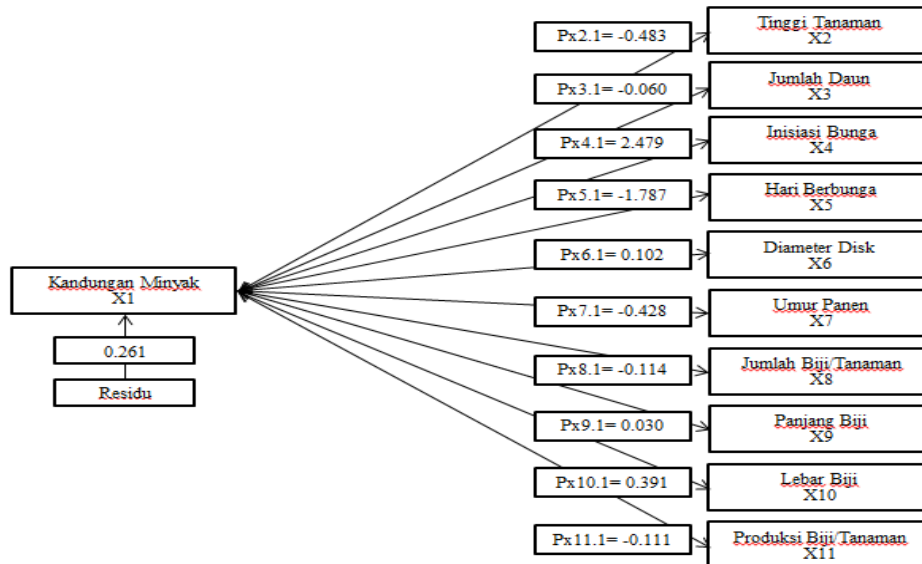 Px2.1= -0.483
Tinggi Tanaman
X2
Px3.1= -0.060
Jumlah Daun
X3
Px4.1= 2.479
Inisiasi Bunga
X4
Px5.1= -1.787
Hari Berbunga
X5
Px6.1= 0.102
Diameter Disk
X6
Kandungan Minyak
X1
Px7.1= -0.428
Umur Panen
X7
0.261
Residu
Px8.1= -0.114
Jumlah Biji/Tanaman
X8
Px9.1= 0.030
Panjang Biji
X9
Px10.1= 0.391
Lebar Biji
X10
Px11.1= -0.111
Produksi Biji/Tanaman
X11